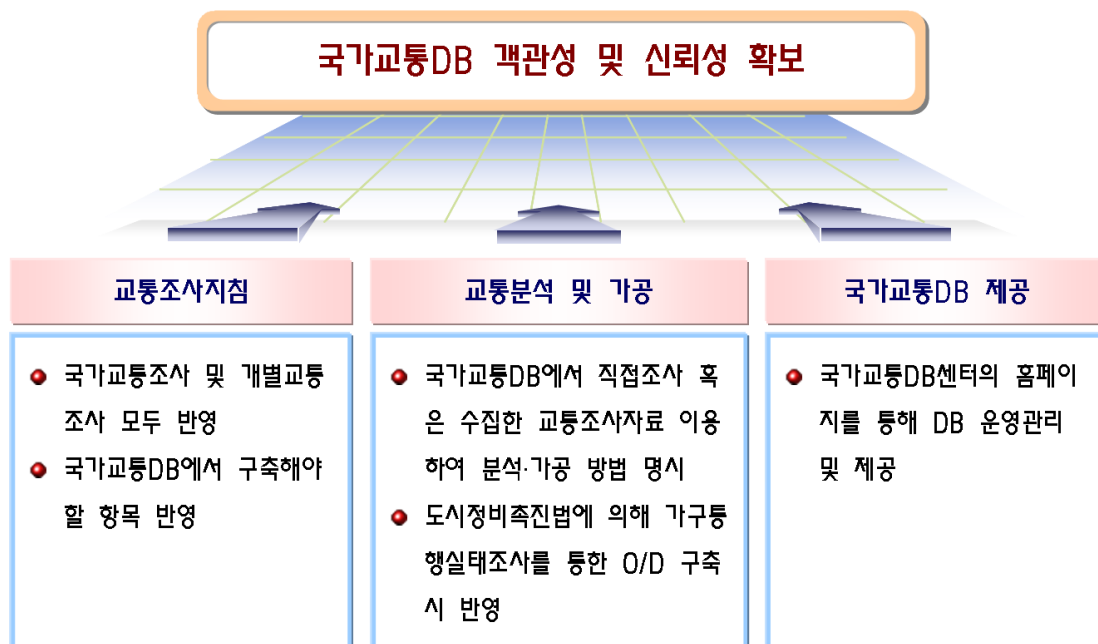 국가교통DB 객관성 및 신뢰성 확보
교통조사지침
국가교통조사 및 개별교통
조사 모두 반영
국가교통DB에서 구축해야
할 항목 반영
교통분석 및 가공
국가교통DB에서 직접조사 혹
은 수집한 교통조사자료 이용
하여 분석·가공 방법 명시
도시정비촉진법에 의해 가구통
행실태조사를 통한 O/D 구축
시 반영
국가교통DB 제공
국가교통DB센터의 홈페이
지를 통해 DB 운영관리
및 제공